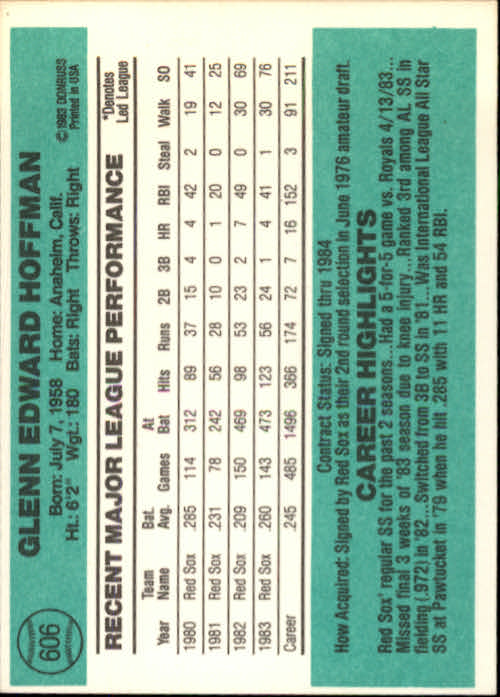 606
GLENN EDWARD HOFFMAN
Born: July 7, 1958 Home: Anaheim, Calif.
Ht.: 6'2" Wgt.: 180 Bats: Right Throws: Right
©1983 DONRUSS
Printed in USA
RECENT MAJOR LEAGUE PERFORMANCE
*Denotes
Led League
Year Team Name Bat. Avg. Games At Bat Hits Runs 2B 3B HR RBI Steal Walk SO
1980 Red Sox .285 114 312 89 37 15 4 4 42 2 19 41
1981 Red Sox .231 78 242 56 28 10 0 1 20 0 12 25
1982 Red Sox .209 150 469 98 53 23 2 7 49 0 30 69
1983 Red Sox .260 143 473 123 56 24 1 4 41 1 30 76
Career .245 485 1496 366 174 72 7 16 152 3 91 211
Contract Status: Signed thru 1984
How Acquired: Signed by Red Sox as their 2nd round selection in June 1976 amateur draft.
CAREER HIGHLIGHTS
Red Sox' regular SS for the past 2 seasons...Had a 5-for-5 game vs. Royals 4/13/83...
Missed final 3 weeks of '83 season due to knee injury...Ranked 3rd among AL SS in
fielding (.972) in '82...Switched from 3B to SS in '81...Was International League All Star
SS at Pawtucket in '79 when he hit .285 with 11 HR and 54 RBI.